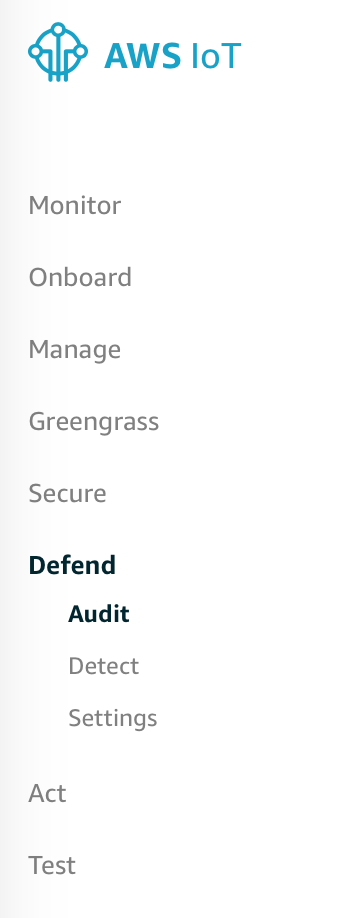 AWS IoT
Monitor
Onboard
Manage
Greengrass
Secure
Defend
Audit
Detect
Settings
Act
Test